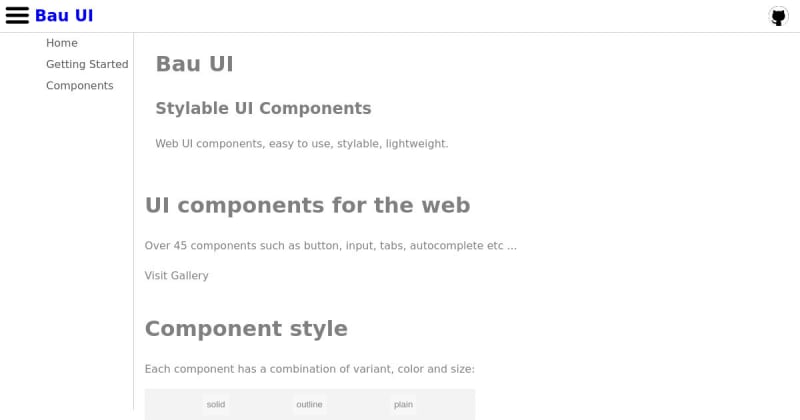 Bau UI
Home
Getting Started
Components
Bau UI
Stylable UI Components
Web UI components, easy to use, stylable, lightweight.
UI components for the web
Over 45 components such as button, input, tabs, autocomplete etc ...
Visit Gallery
Component style
Each component has a combination of variant, color and size:
solid outline plain